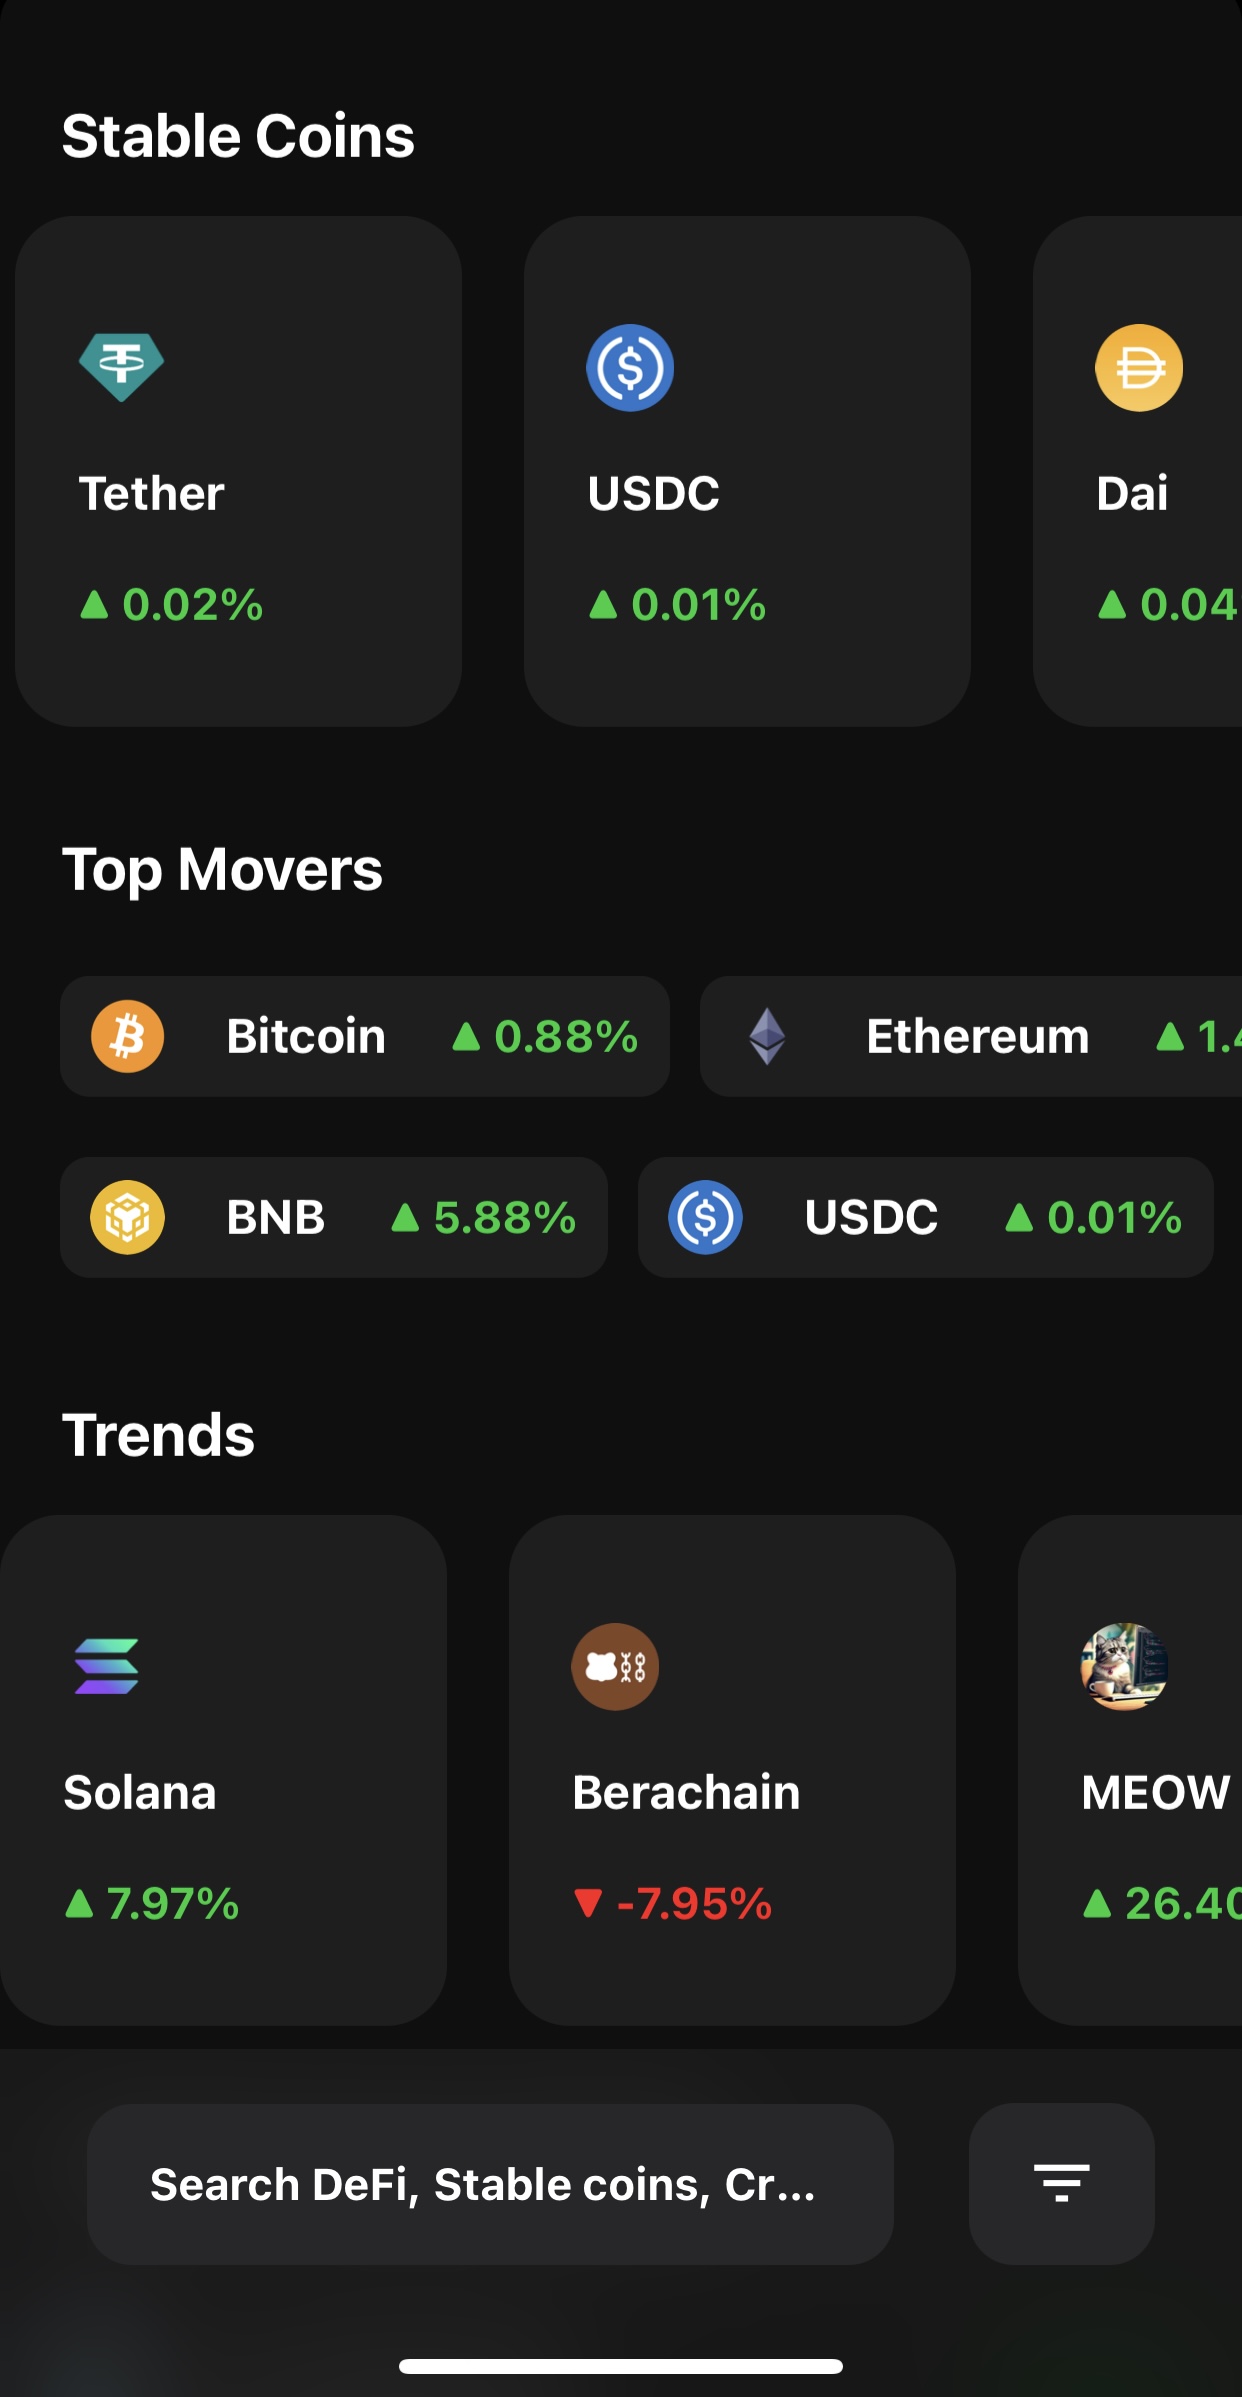 Stable Coins
Tether
▲ 0.02%
USDC
▲ 0.01%
Dai
▲ 0.04
Top Movers
Bitcoin ▲ 0.88%
Ethereum ▲ 1.4
BNB ▲ 5.88%
USDC ▲ 0.01%
Trends
Solana
▲ 7.97%
Berachain
▼ -7.95%
MEOW
▲ 26.40
Search DeFi, Stable coins, Cr...